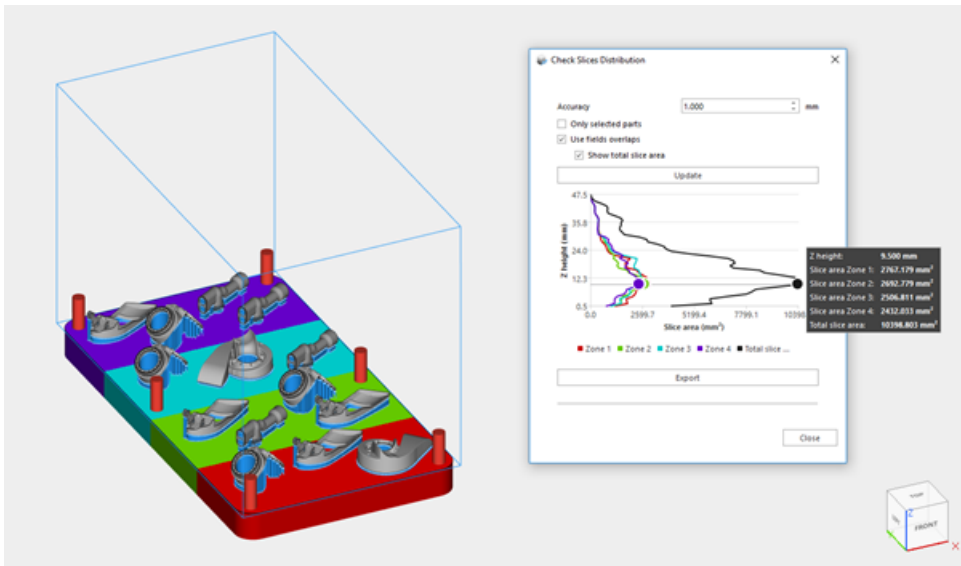 Check Slices Distribution
Accuracy 1.000 mm
Only selected parts
Use fields overlaps
Show total slice area
Update
47.5
35.8
24.0
12.3
0.5
Z height (mm)
0.0 2599.7 5199.4 7799.1 10398
Slice area (mm²)
Zone 1 Zone 2 Zone 3 Zone 4 Total slice ...
Z height: 9.500 mm
Slice area Zone 1: 2767.179 mm²
Slice area Zone 2: 2692.779 mm²
Slice area Zone 3: 2506.811 mm²
Slice area Zone 4: 2432.033 mm²
Total slice area: 10398.803 mm²
Export
Close
TOP
Z
FRONT
X